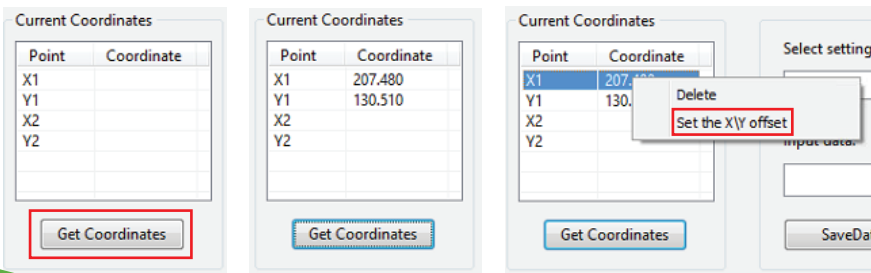 Current Coordinates
Point Coordinate
X1
Y1
X2
Y2
Get Coordinates
Current Coordinates
Point Coordinate
X1 207.480
Y1 130.510
X2
Y2
Get Coordinates
Current Coordinates
Point Coordinate
X1 207.
Y1 130.
X2
Y2
Get Coordinates
Delete
Set the X\Y offset
Select setting
Input data:
SaveDa